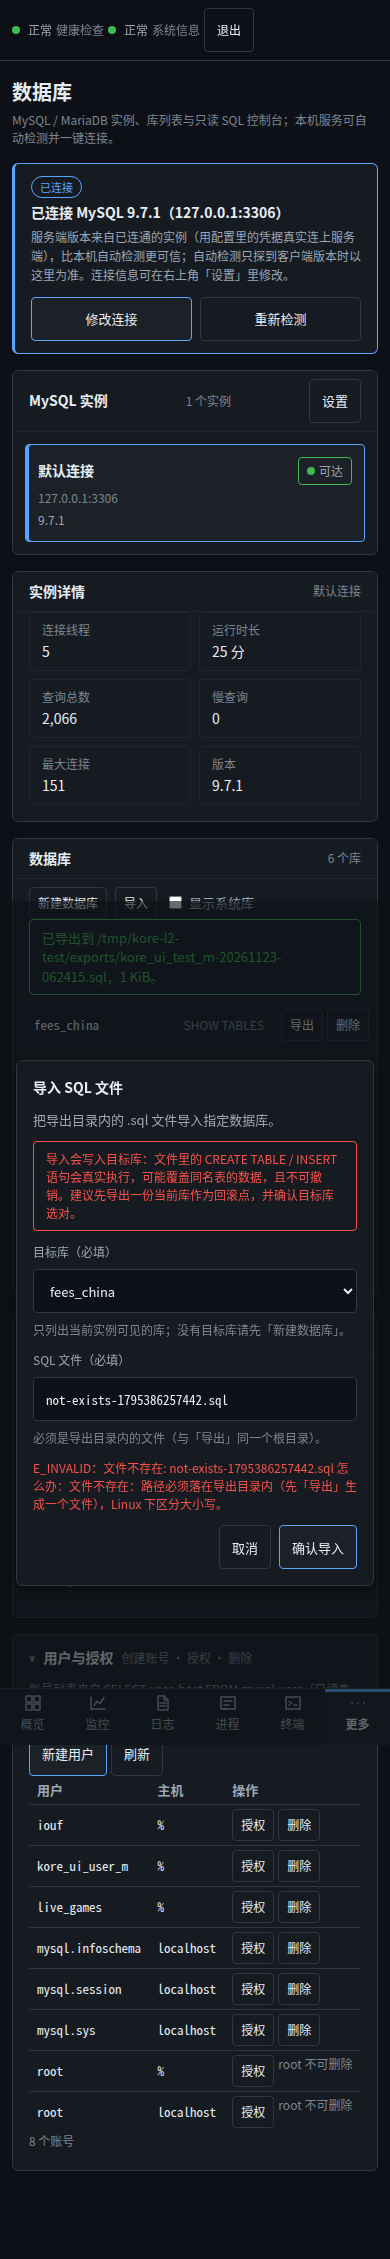 正常 健康检查 正常 系统信息 退出
数据库
MySQL / MariaDB 实例、库列表与只读 SQL 控制台；本机服务可自
动检测并一键连接。
已连接
已连接 MySQL 9.7.1（127.0.0.1:3306）
服务端版本来自已连通的实例（用配置里的凭据真实连上服务
端），比本机自动检测更可信；自动检测只探到客户端版本时以
这里为准。连接信息可在右上角「设置」里修改。
修改连接 重新检测
MySQL 实例 1 个实例 设置
默认连接 可达
127.0.0.1:3306
9.7.1
实例详情 默认连接
连接线程 运行时长
5 25 分
查询总数 慢查询
2,066 0
最大连接 版本
151 9.7.1
数据库 6 个库
新建数据库 导入 显示系统库
已导出到 /tmp/kore-l2-
test/exports/kore_ui_test_m-20261123-
062415.sql，1 KiB。
fees_china SHOW TABLES 导出 删除
导入 SQL 文件
把导出目录内的 .sql 文件导入指定数据库。
导入会写入目标库：文件里的 CREATE TABLE / INSERT
语句会真实执行，可能覆盖同名表的数据，且不可撤
销。建议先导出一份当前库作为回滚点，并确认目标库
选对。
目标库（必填）
fees_china
只列出当前实例可见的库；没有目标库请先「新建数据库」。
SQL 文件（必填）
not-exists-1795386257442.sql
必须是导出目录内的文件（与「导出」同一个根目录）。
E_INVALID：文件不存在: not-exists-1795386257442.sql 怎
么办：文件不存在：路径必须落在导出目录内（先「导出」生
成一个文件），Linux 下区分大小写。
取消 确认导入
▾ 用户与授权 创建账号 · 授权 · 删除
概览 监控 日志 进程 终端 更多
新建用户 刷新
用户 主机 操作
iouf % 授权 删除
kore_ui_user_m % 授权 删除
live_games % 授权 删除
mysql.infoschema localhost 授权 删除
mysql.session localhost 授权 删除
mysql.sys localhost 授权 删除
root % 授权 root 不可删除
root localhost 授权 root 不可删除
8 个账号